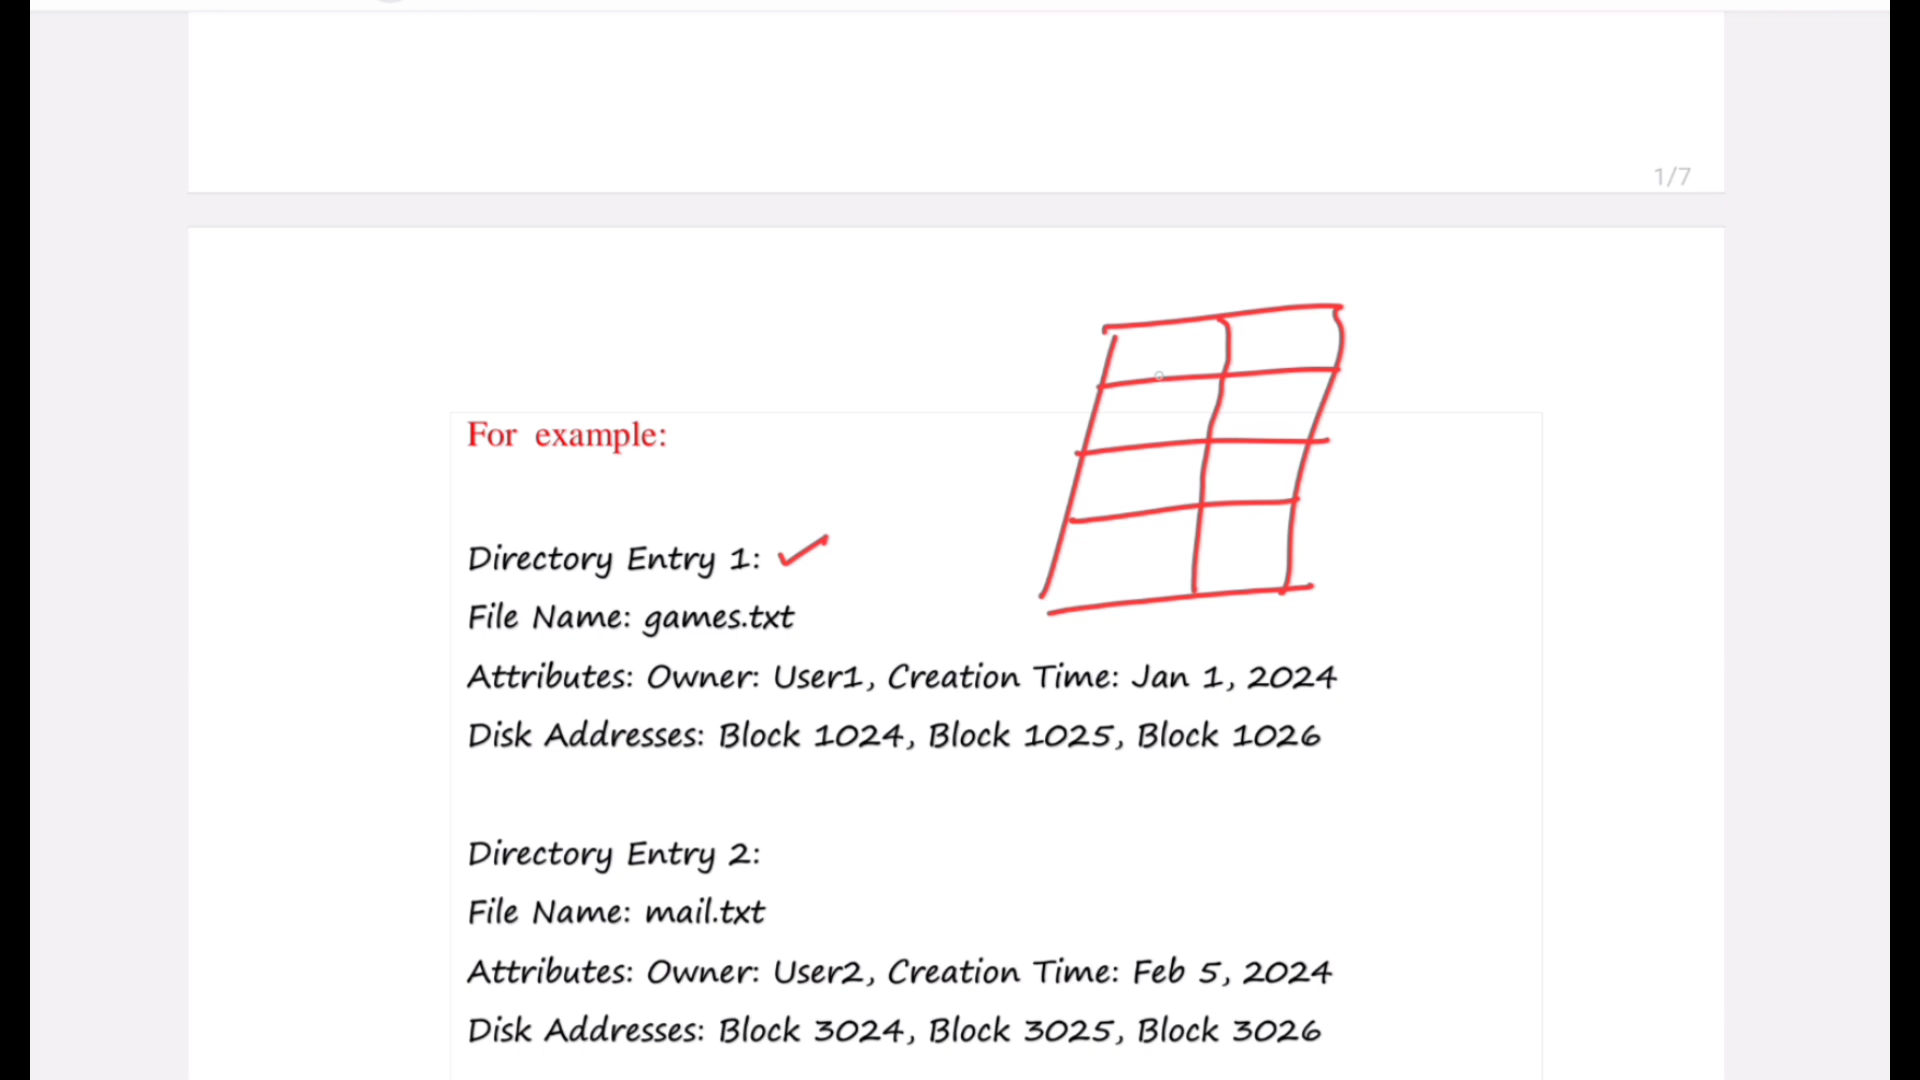 1/7
For example:
Directory Entry 1:
File Name: games.txt
Attributes: Owner: User1, Creation Time: Jan 1, 2024
Disk Addresses: Block 1024, Block 1025, Block 1026
Directory Entry 2:
File Name: mail.txt
Attributes: Owner: User2, Creation Time: Feb 5, 2024
Disk Addresses: Block 3024, Block 3025, Block 3026